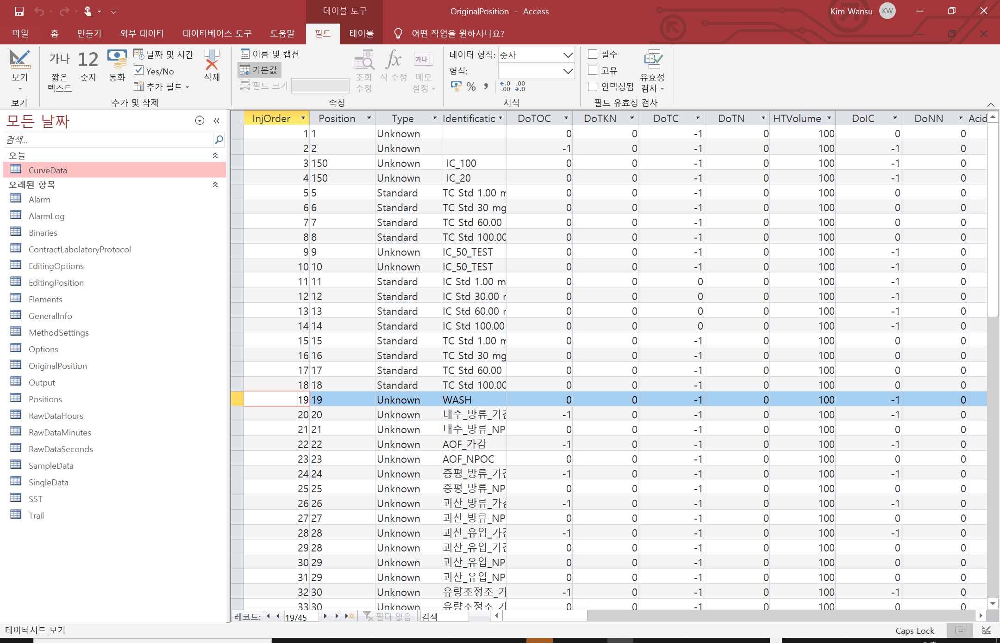 테이블 도구
OriginalPosition - Access
Kim Wansu
KW
파일 홈 만들기 외부 데이터 데이터베이스 도구 도움말 필드 테이블 어떤 작업을 원하시나요?
보기
보기
가나
짧은
텍스트
12
숫자
통화
날짜 및 시간
Yes/No
추가 필드
삭제
추가 및 삭제
이름 및 캡션
기본값
필드 크기
조회
수정
fx
식 수정
가나
메모
설정
속성
데이터 형식: 숫자
형식:
% ,
←.0 .00
.00 →.0
서식
필수
고유
인덱싱됨
유효성
검사
필드 유효성 검사
모든 날짜
검색...
오늘
CurveData
오래된 항목
Alarm
AlarmLog
Binaries
ContractLabolatoryProtocol
EditingOptions
EditingPosition
Elements
GeneralInfo
MethodSettings
Options
OriginalPosition
Output
Positions
RawDataHours
RawDataMinutes
RawDataSeconds
SampleData
SingleData
SST
Trail
InjOrder Position Type Identificatic DoTOC DoTKN DoTC DoTN HTVolume DoIC DoNN Acid
1 1 Unknown 0 0 -1 0 100 0 0
2 2 Unknown -1 0 -1 0 100 -1 0
3 150 Unknown IC_100 0 0 -1 0 100 -1 0
4 150 Unknown IC_20 0 0 -1 0 100 -1 0
5 5 Standard TC Std 1.00 m 0 0 -1 0 100 0 0
6 6 Standard TC Std 30 mg 0 0 -1 0 100 0 0
7 7 Standard TC Std 60.00 0 0 -1 0 100 0 0
8 8 Standard TC Std 100.00 0 0 -1 0 100 0 0
9 9 Unknown IC_50_TEST 0 0 -1 0 100 -1 0
10 10 Unknown IC_50_TEST 0 0 -1 0 100 -1 0
11 11 Standard IC Std 1.00 m 0 0 0 0 100 -1 0
12 12 Standard IC Std 30.00 r 0 0 0 0 100 -1 0
13 13 Standard IC Std 60.00 r 0 0 0 0 100 -1 0
14 14 Standard IC Std 100.00 0 0 0 0 100 -1 0
15 15 Standard TC Std 1.00 m 0 0 -1 0 100 0 0
16 16 Standard TC Std 30 mg 0 0 -1 0 100 0 0
17 17 Standard TC Std 60.00 0 0 -1 0 100 0 0
18 18 Standard TC Std 100.00 0 0 -1 0 100 0 0
19 19 Unknown WASH 0 0 -1 0 100 -1 0
20 20 Unknown 내수_방류_가감 -1 0 -1 0 100 -1 0
21 21 Unknown 내수_방류_NP 0 0 -1 0 100 0 0
22 22 Unknown AOF_가감 -1 0 -1 0 100 -1 0
23 23 Unknown AOF_NPOC 0 0 -1 0 100 0 0
24 24 Unknown 증평_방류_가감 -1 0 -1 0 100 -1 0
25 25 Unknown 증평_방류_NP 0 0 -1 0 100 0 0
26 26 Unknown 괴산_방류_가감 -1 0 -1 0 100 -1 0
27 27 Unknown 괴산_방류_NP 0 0 -1 0 100 0 0
28 28 Unknown 괴산_유입_가감 -1 0 -1 0 100 -1 0
29 28 Unknown 괴산_유입_가감 0 0 -1 0 100 0 0
30 29 Unknown 괴산_유입_NP 0 0 -1 0 100 0 0
31 29 Unknown 괴산_유입_NP 0 0 -1 0 100 0 0
32 30 Unknown 유량조정조_가 -1 0 -1 0 100 -1 0
33 30 Unknown 유량조정조_가 0 0 -1 0 100 0 0
레코드: 19/45 필터 없음 검색
데이터시트 보기
Caps Lock